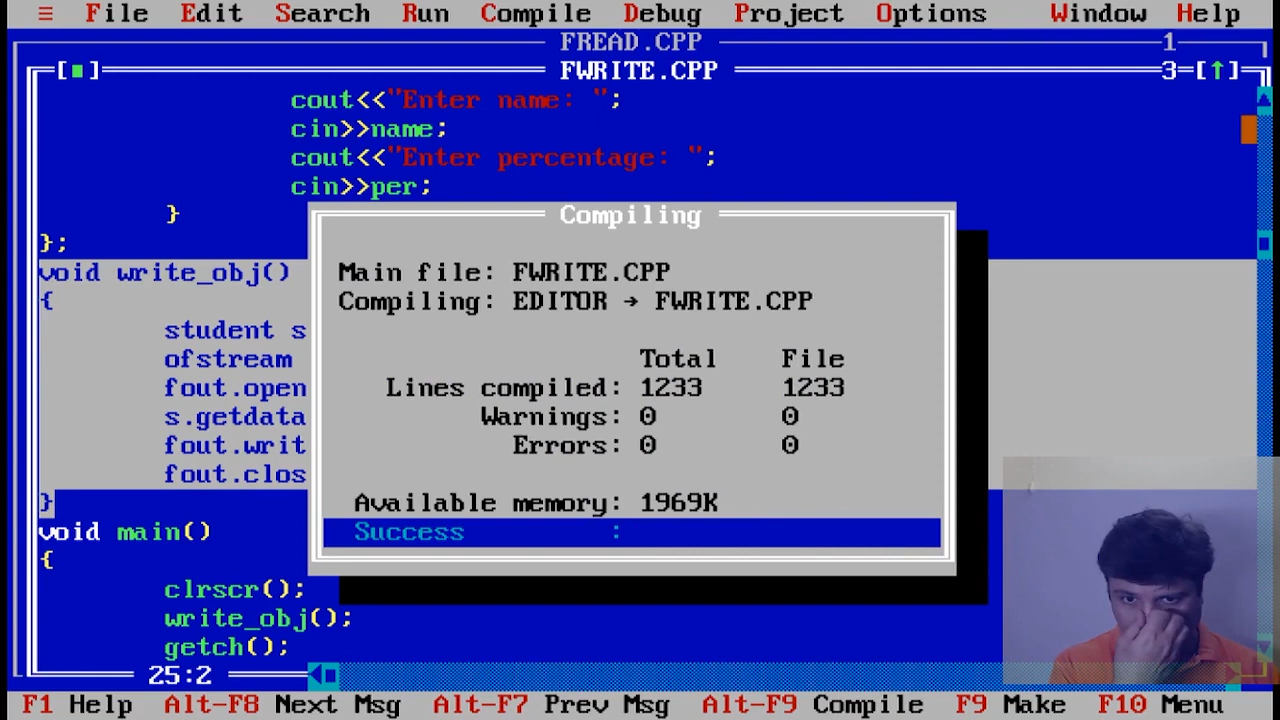 ≡ File Edit Search Run Compile Debug Project Options Window Help
FREAD.CPP 1
[■] FWRITE.CPP 3=[↑]
cout<<"Enter name: ";
cin>>name;
cout<<"Enter percentage: ";
cin>>per;
}
};
void write_obj()
{
student s
ofstream
fout.open
s.getdata
fout.writ
fout.clos
}
void main()
{
clrscr();
write_obj();
getch();
25:2
Compiling
Main file: FWRITE.CPP
Compiling: EDITOR → FWRITE.CPP
Total File
Lines compiled: 1233 1233
Warnings: 0 0
Errors: 0 0
Available memory: 1969K
Success :
F1 Help Alt-F8 Next Msg Alt-F7 Prev Msg Alt-F9 Compile F9 Make F10 Menu